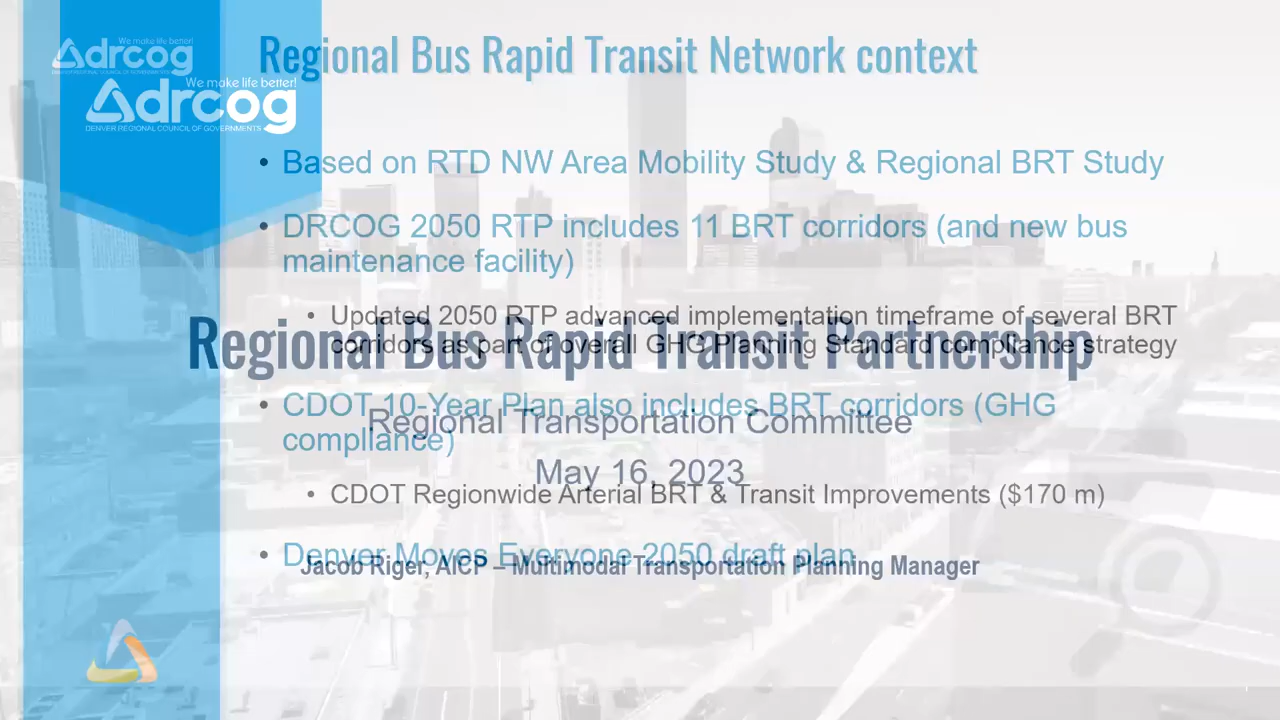 We make life better!
drcog
DENVER REGIONAL COUNCIL OF GOVERNMENTS
We make life better!
drcog
DENVER REGIONAL COUNCIL OF GOVERNMENTS
Regional Bus Rapid Transit Network context
• Based on RTD NW Area Mobility Study & Regional BRT Study
• DRCOG 2050 RTP includes 11 BRT corridors (and new bus
maintenance facility)
• Updated 2050 RTP advanced implementation timeframe of several BRT
corridors as part of overall GHG Planning Standard compliance strategy
Regional Bus Rapid Transit Partnership
• CDOT 10-Year Plan also includes BRT corridors (GHG
compliance)
Regional Transportation Committee
May 16, 2023
• CDOT Regionwide Arterial BRT & Transit Improvements ($170 m)
• Denver Moves Everyone 2050 draft plan
Jacob Riger, AICP – Multimodal Transportation Planning Manager